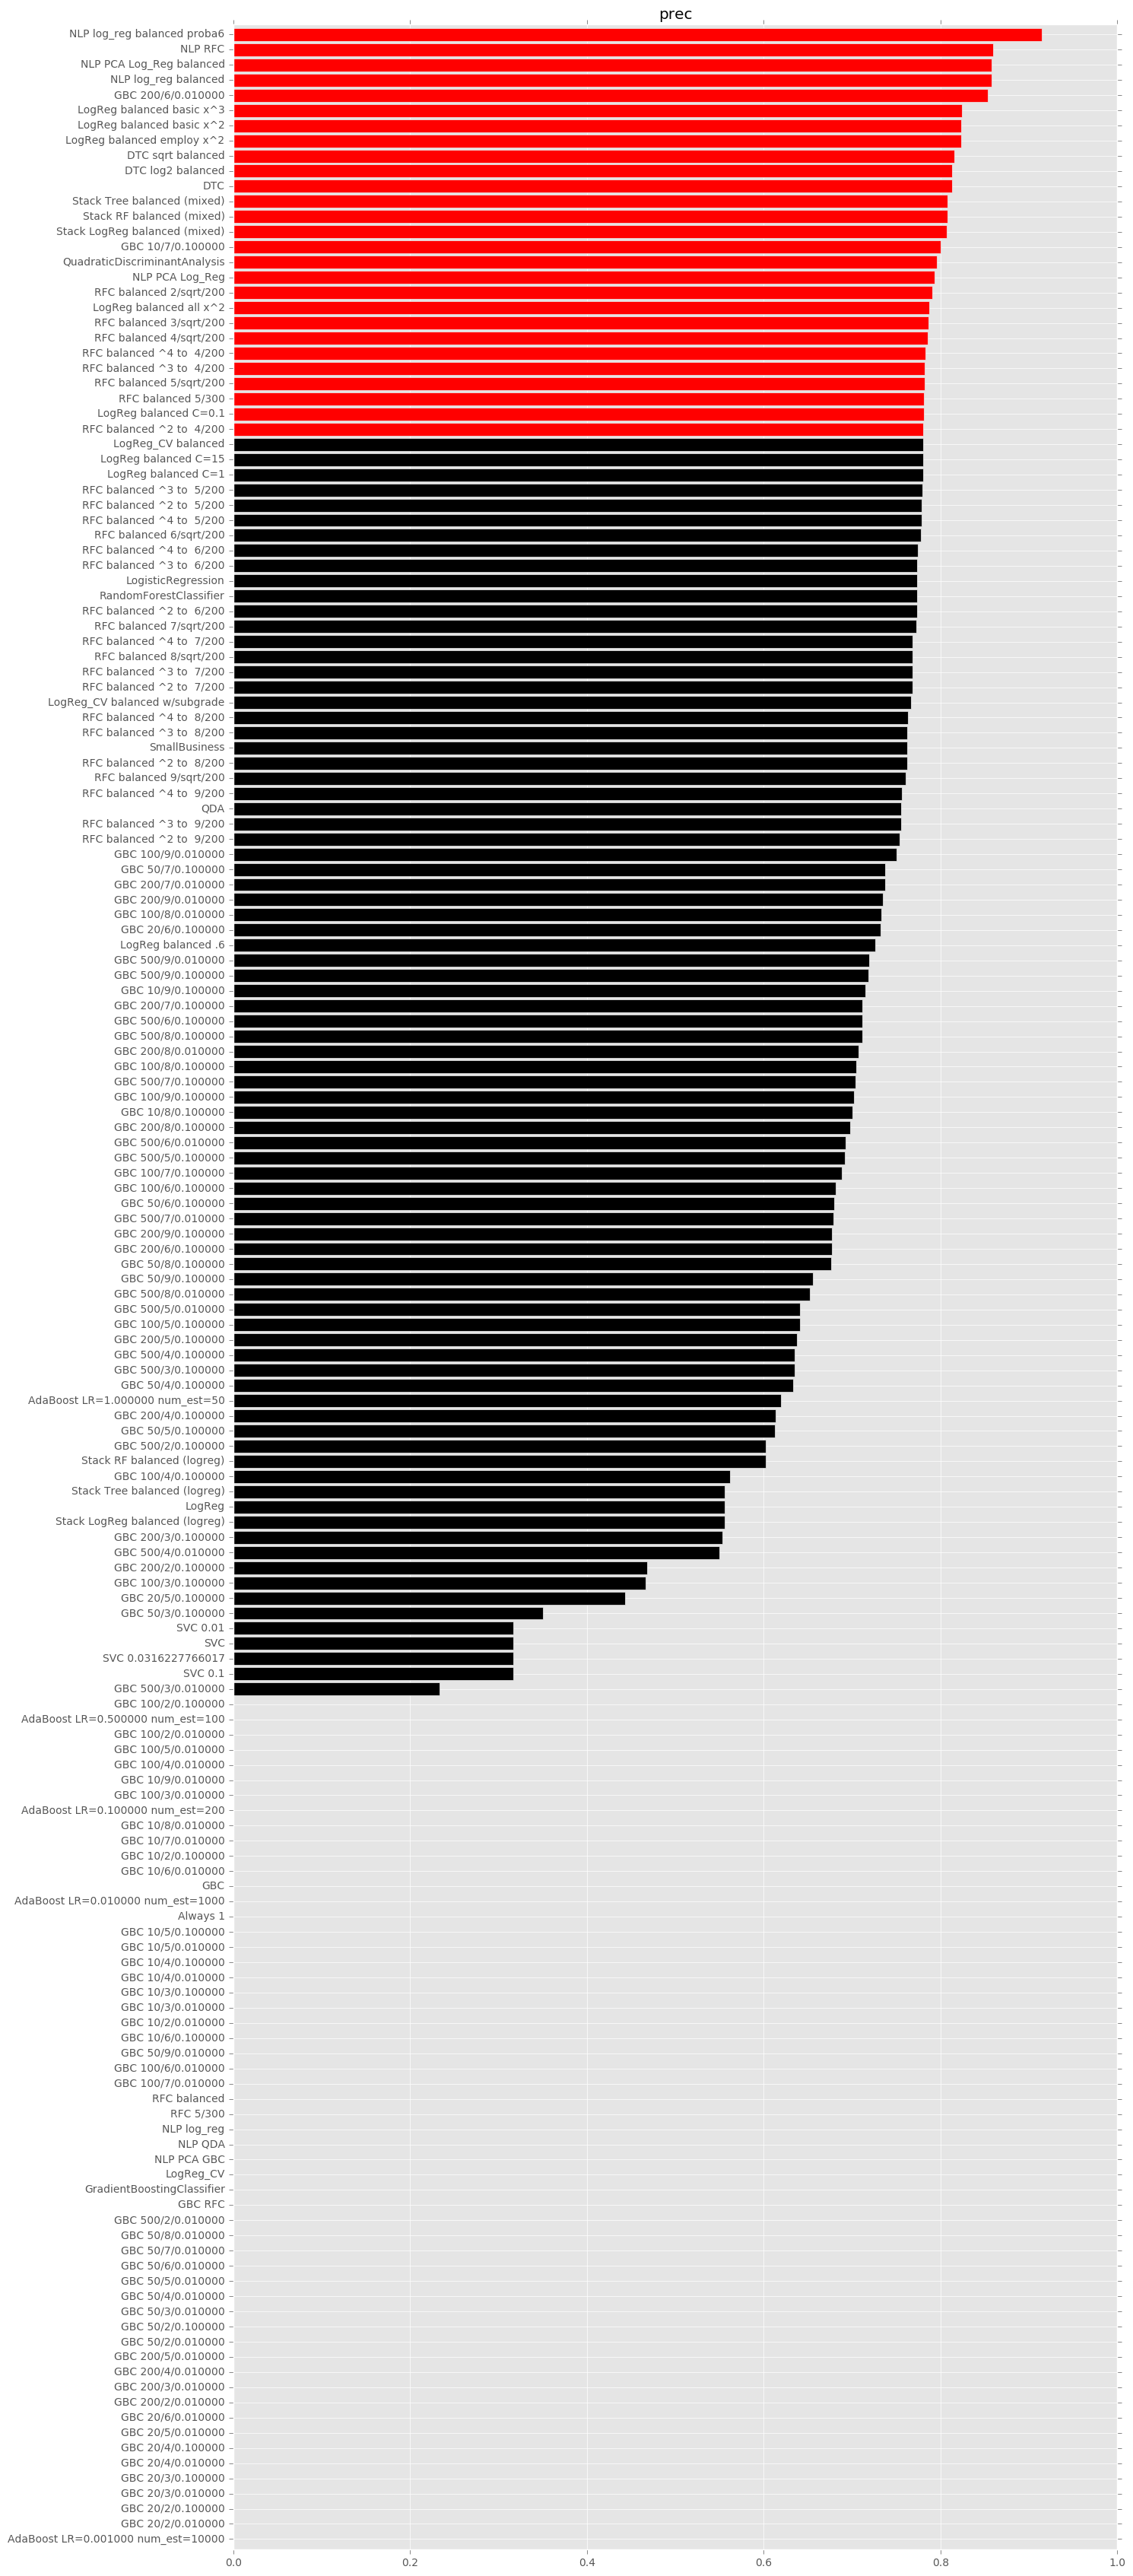 prec
NLP log_reg balanced proba6
NLP RFC
NLP PCA Log_Reg balanced
NLP log_reg balanced
GBC 200/6/0.010000
LogReg balanced basic x^3
LogReg balanced basic x^2
LogReg balanced employ x^2
DTC sqrt balanced
DTC log2 balanced
DTC
Stack Tree balanced (mixed)
Stack RF balanced (mixed)
Stack LogReg balanced (mixed)
GBC 10/7/0.100000
QuadraticDiscriminantAnalysis
NLP PCA Log_Reg
RFC balanced 2/sqrt/200
LogReg balanced all x^2
RFC balanced 3/sqrt/200
RFC balanced 4/sqrt/200
RFC balanced ^4 to  4/200
RFC balanced ^3 to  4/200
RFC balanced 5/sqrt/200
RFC balanced 5/300
LogReg balanced C=0.1
RFC balanced ^2 to  4/200
LogReg_CV balanced
LogReg balanced C=15
LogReg balanced C=1
RFC balanced ^3 to  5/200
RFC balanced ^2 to  5/200
RFC balanced ^4 to  5/200
RFC balanced 6/sqrt/200
RFC balanced ^4 to  6/200
RFC balanced ^3 to  6/200
LogisticRegression
RandomForestClassifier
RFC balanced ^2 to  6/200
RFC balanced 7/sqrt/200
RFC balanced ^4 to  7/200
RFC balanced 8/sqrt/200
RFC balanced ^3 to  7/200
RFC balanced ^2 to  7/200
LogReg_CV balanced w/subgrade
RFC balanced ^4 to  8/200
RFC balanced ^3 to  8/200
SmallBusiness
RFC balanced ^2 to  8/200
RFC balanced 9/sqrt/200
RFC balanced ^4 to  9/200
QDA
RFC balanced ^3 to  9/200
RFC balanced ^2 to  9/200
GBC 100/9/0.010000
GBC 50/7/0.100000
GBC 200/7/0.010000
GBC 200/9/0.010000
GBC 100/8/0.010000
GBC 20/6/0.100000
LogReg balanced .6
GBC 500/9/0.010000
GBC 500/9/0.100000
GBC 10/9/0.100000
GBC 200/7/0.100000
GBC 500/6/0.100000
GBC 500/8/0.100000
GBC 200/8/0.010000
GBC 100/8/0.100000
GBC 500/7/0.100000
GBC 100/9/0.100000
GBC 10/8/0.100000
GBC 200/8/0.100000
GBC 500/6/0.010000
GBC 500/5/0.100000
GBC 100/7/0.100000
GBC 100/6/0.100000
GBC 50/6/0.100000
GBC 500/7/0.010000
GBC 200/9/0.100000
GBC 200/6/0.100000
GBC 50/8/0.100000
GBC 50/9/0.100000
GBC 500/8/0.010000
GBC 500/5/0.010000
GBC 100/5/0.100000
GBC 200/5/0.100000
GBC 500/4/0.100000
GBC 500/3/0.100000
GBC 50/4/0.100000
AdaBoost LR=1.000000 num_est=50
GBC 200/4/0.100000
GBC 50/5/0.100000
GBC 500/2/0.100000
Stack RF balanced (logreg)
GBC 100/4/0.100000
Stack Tree balanced (logreg)
LogReg
Stack LogReg balanced (logreg)
GBC 200/3/0.100000
GBC 500/4/0.010000
GBC 200/2/0.100000
GBC 100/3/0.100000
GBC 20/5/0.100000
GBC 50/3/0.100000
SVC 0.01
SVC
SVC 0.0316227766017
SVC 0.1
GBC 500/3/0.010000
GBC 100/2/0.100000
AdaBoost LR=0.500000 num_est=100
GBC 100/2/0.010000
GBC 100/5/0.010000
GBC 100/4/0.010000
GBC 10/9/0.010000
GBC 100/3/0.010000
AdaBoost LR=0.100000 num_est=200
GBC 10/8/0.010000
GBC 10/7/0.010000
GBC 10/2/0.100000
GBC 10/6/0.010000
GBC
AdaBoost LR=0.010000 num_est=1000
Always 1
GBC 10/5/0.100000
GBC 10/5/0.010000
GBC 10/4/0.100000
GBC 10/4/0.010000
GBC 10/3/0.100000
GBC 10/3/0.010000
GBC 10/2/0.010000
GBC 10/6/0.100000
GBC 50/9/0.010000
GBC 100/6/0.010000
GBC 100/7/0.010000
RFC balanced
RFC 5/300
NLP log_reg
NLP QDA
NLP PCA GBC
LogReg_CV
GradientBoostingClassifier
GBC RFC
GBC 500/2/0.010000
GBC 50/8/0.010000
GBC 50/7/0.010000
GBC 50/6/0.010000
GBC 50/5/0.010000
GBC 50/4/0.010000
GBC 50/3/0.010000
GBC 50/2/0.100000
GBC 50/2/0.010000
GBC 200/5/0.010000
GBC 200/4/0.010000
GBC 200/3/0.010000
GBC 200/2/0.010000
GBC 20/6/0.010000
GBC 20/5/0.010000
GBC 20/4/0.100000
GBC 20/4/0.010000
GBC 20/3/0.100000
GBC 20/3/0.010000
GBC 20/2/0.100000
GBC 20/2/0.010000
AdaBoost LR=0.001000 num_est=10000
0.0 0.2 0.4 0.6 0.8 1.0